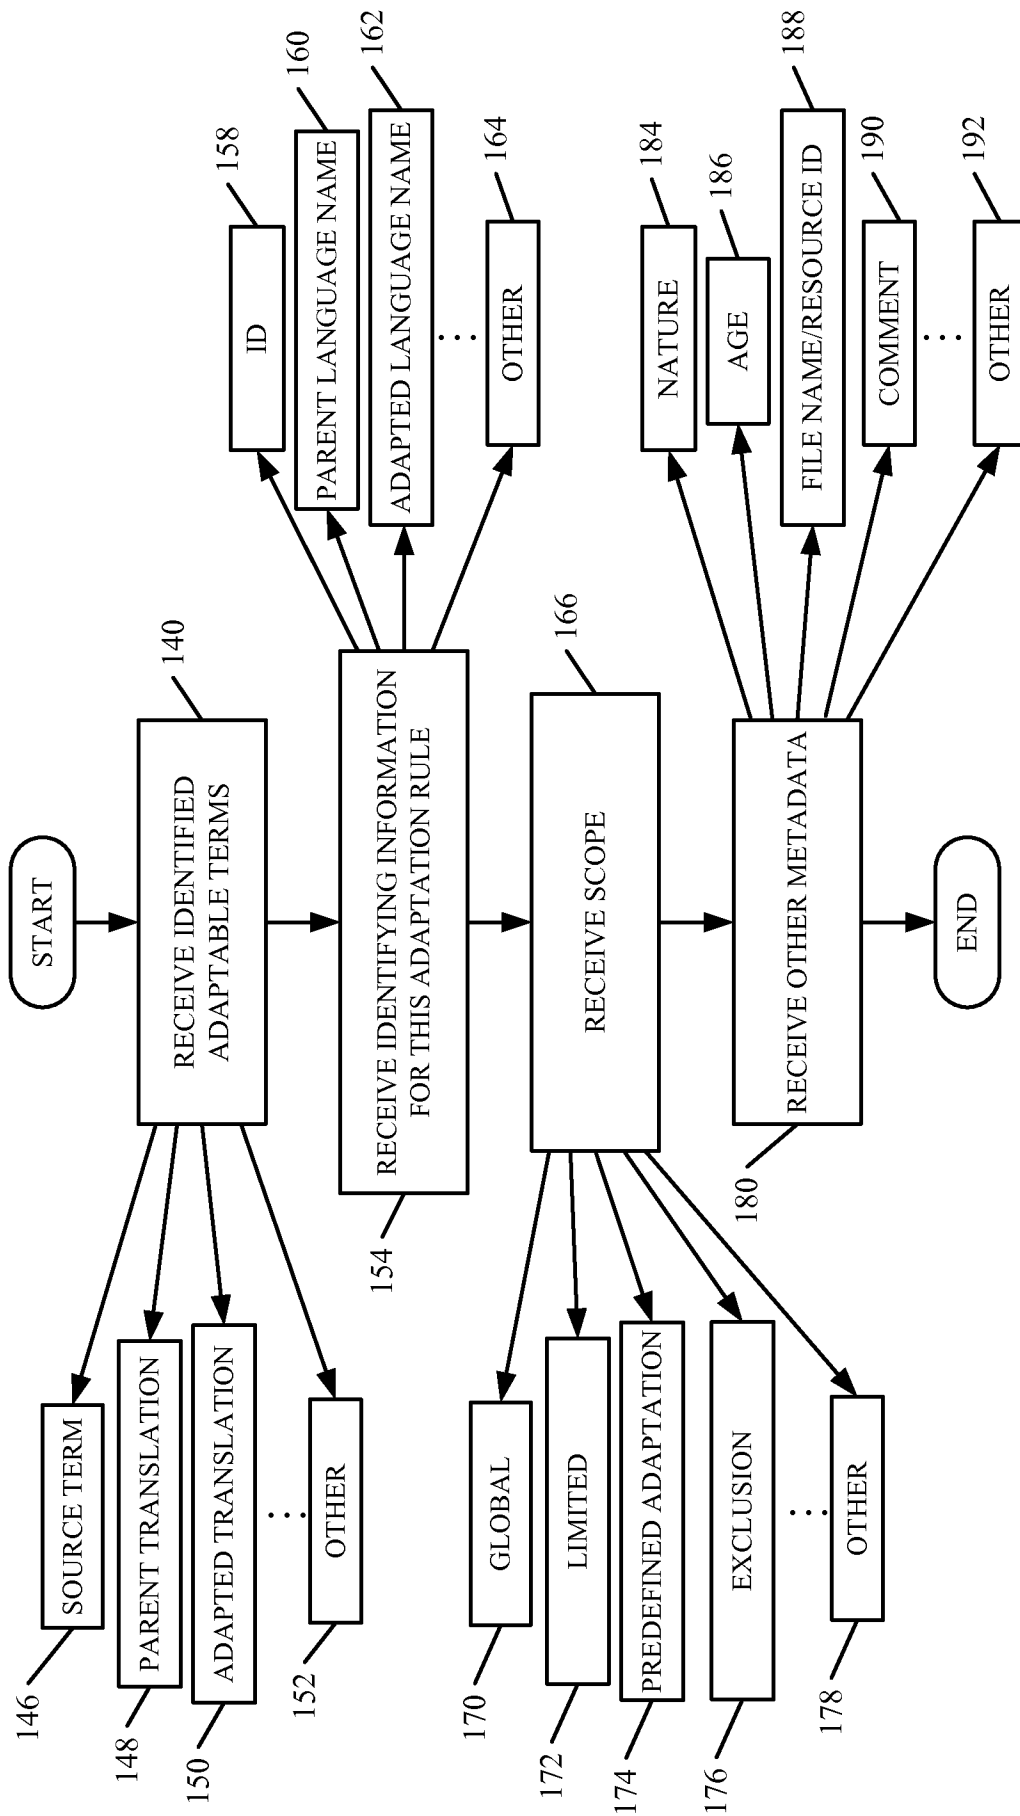 START
140
RECEIVE IDENTIFIED
ADAPTABLE TERMS
146
SOURCE TERM
148
PARENT TRANSLATION
150
ADAPTED TRANSLATION
...
152
OTHER
154
RECEIVE IDENTIFYING INFORMATION
FOR THIS ADAPTATION RULE
158
ID
160
PARENT LANGUAGE NAME
162
ADAPTED LANGUAGE NAME
...
164
OTHER
166
RECEIVE SCOPE
170
GLOBAL
172
LIMITED
174
PREDEFINED ADAPTATION
176
EXCLUSION
...
178
OTHER
180
RECEIVE OTHER METADATA
184
NATURE
186
AGE
188
FILE NAME/RESOURCE ID
190
COMMENT
...
192
OTHER
END